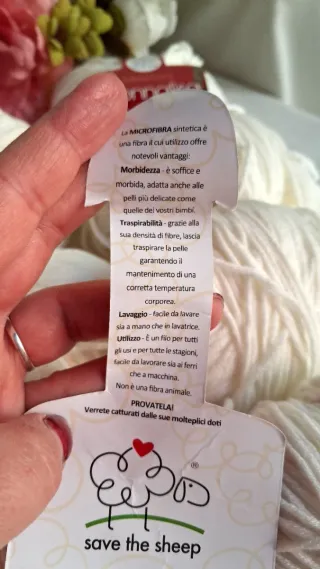 La MICROFIBRA sintetica è
una fibra il cui utilizzo offre
notevoli vantaggi:
Morbidezza - è soffice e
morbida, adatta anche alle
pelli più delicate come
quelle dei vostri bimbi.
Traspirabilità - grazie alla
sua densità di fibre, lascia
traspirare la pelle
garantendo il
mantenimento di una
corretta temperatura
corporea.
Lavaggio - facile da lavare
sia a mano che in lavatrice.
Utilizzo - È un filo per tutti
gli usi e per tutte le stagioni,
facile da lavorare sia ai ferri
che a macchina.
Non è una fibra animale.
PROVATELA!
Verrete catturati dalle sue molteplici doti
®
save the sheep